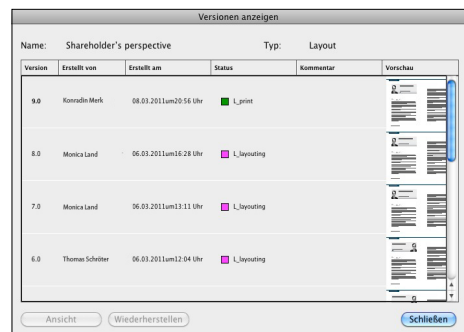 Versionen anzeigen
Name: Shareholder's perspective Typ: Layout
Version Erstellt von Erstellt am Status Kommentar Vorschau
9.0 Konradin Merk 08.03.2011um20:56 Uhr L_print
8.0 Monica Land 06.03.2011um16:28 Uhr L_layouting
7.0 Monica Land 06.03.2011um13:11 Uhr L_layouting
6.0 Thomas Schröter 06.03.2011um12:04 Uhr L_layouting
Ansicht Wiederherstellen Schließen